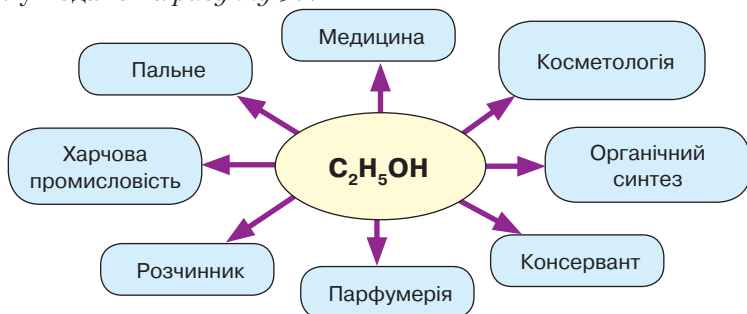 Медицина
Пальне
Косметологія
Харчова
промисловість
C₂H₅OH
Органічний
синтез
Розчинник
Парфумерія
Консервант